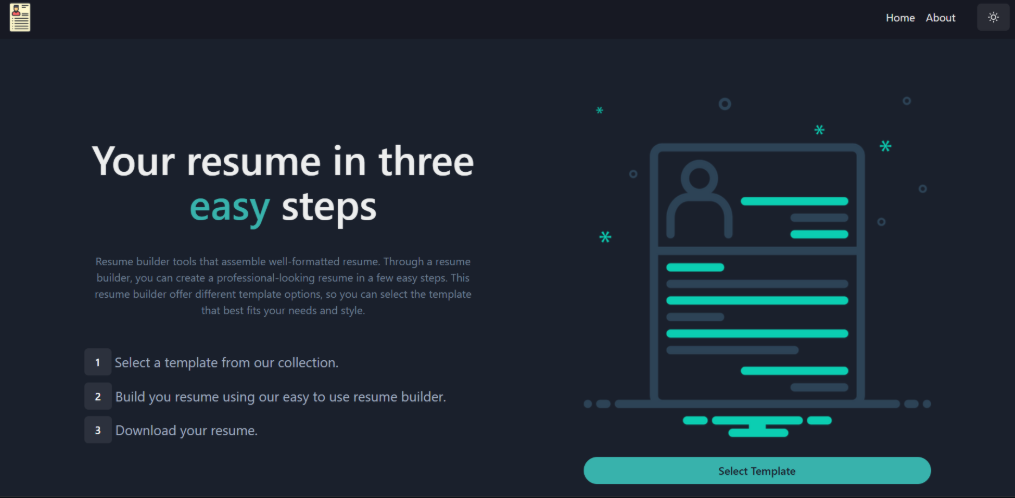 Home About
Your resume in three
easy steps
Resume builder tools that assemble well-formatted resume. Through a resume
builder, you can create a professional-looking resume in a few easy steps. This
resume builder offer different template options, so you can select the template
that best fits your needs and style.
1 Select a template from our collection.
2 Build you resume using our easy to use resume builder.
3 Download your resume.
Select Template